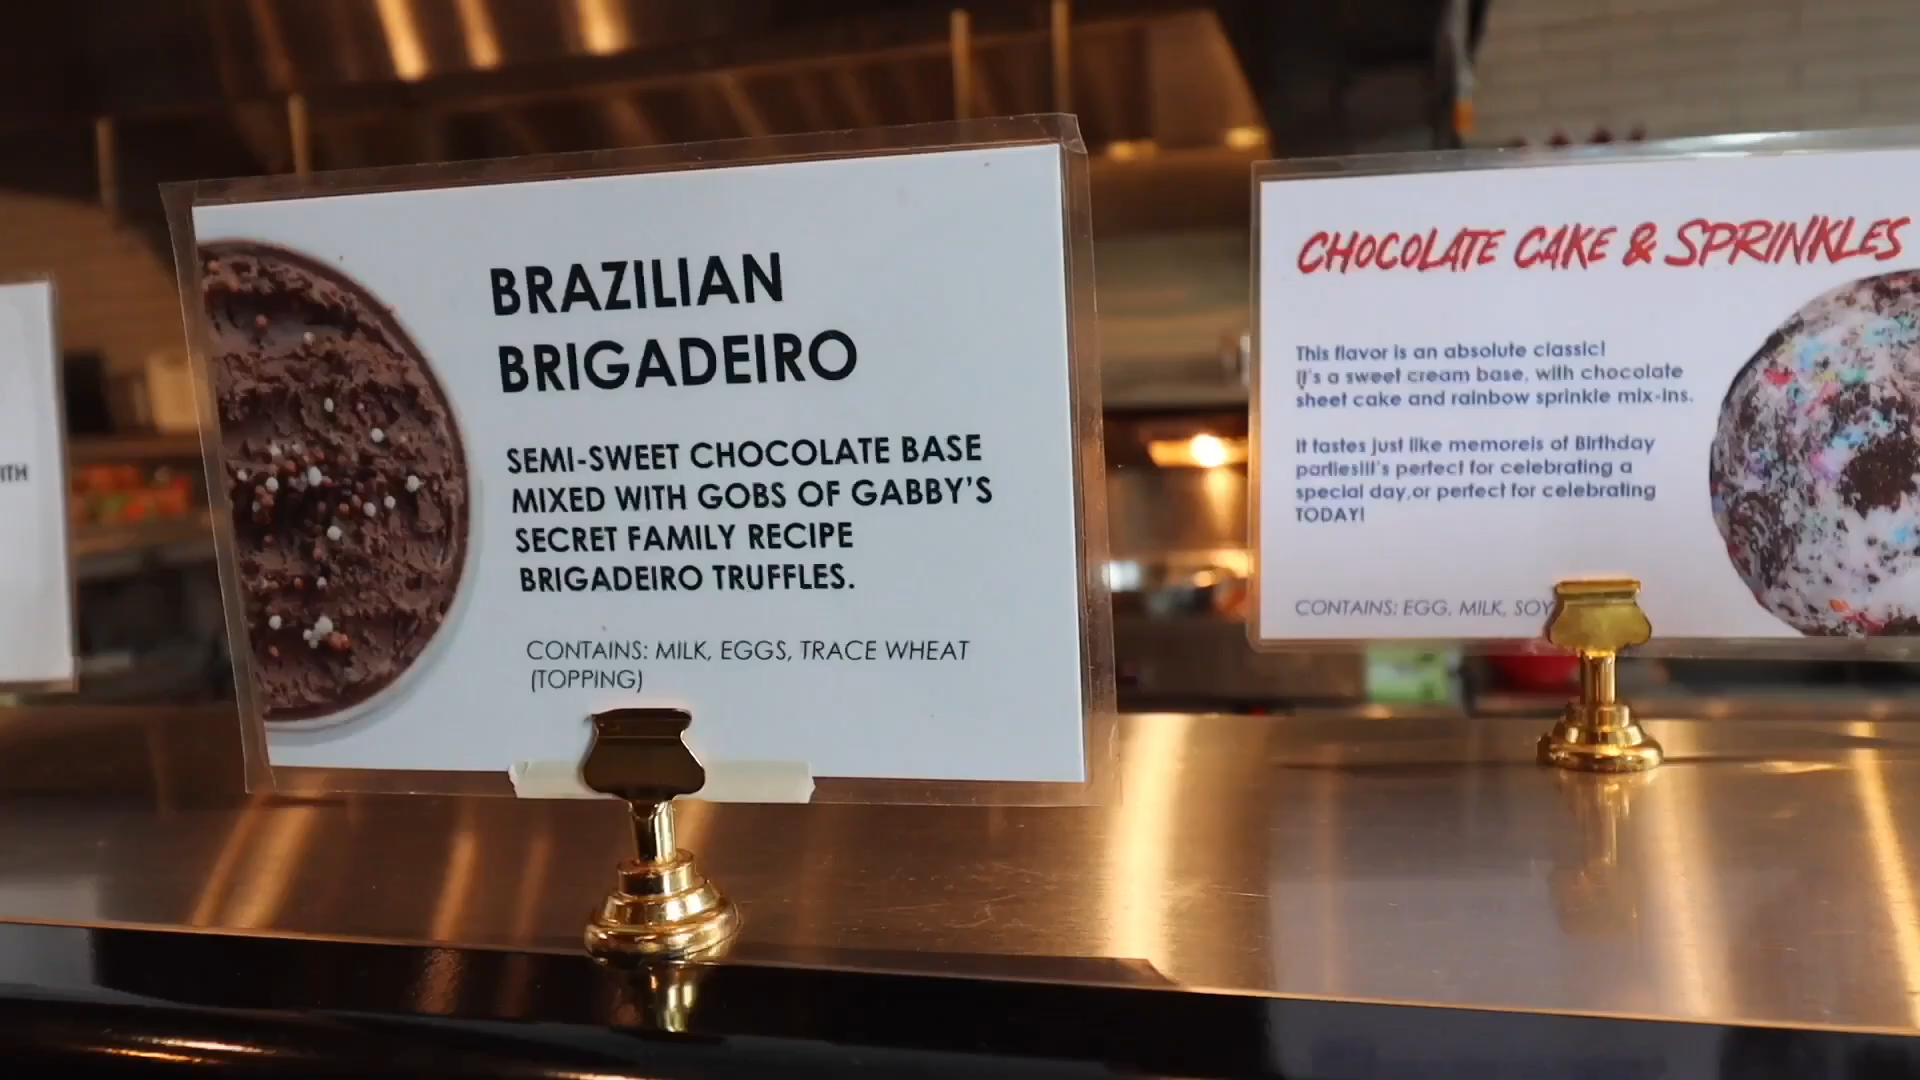 ITH
BRAZILIAN
BRIGADEIRO
SEMI-SWEET CHOCOLATE BASE
MIXED WITH GOBS OF GABBY'S
SECRET FAMILY RECIPE
BRIGADEIRO TRUFFLES.
CONTAINS: MILK, EGGS, TRACE WHEAT
(TOPPING)
CHOCOLATE CAKE & SPRINKLES
This flavor is an absolute classic!
It's a sweet cream base, with chocolate
sheet cake and rainbow sprinkle mix-ins.
It tastes just like memoreis of Birthday
parties!It's perfect for celebrating a
special day,or perfect for celebrating
TODAY!
CONTAINS: EGG, MILK, SOY